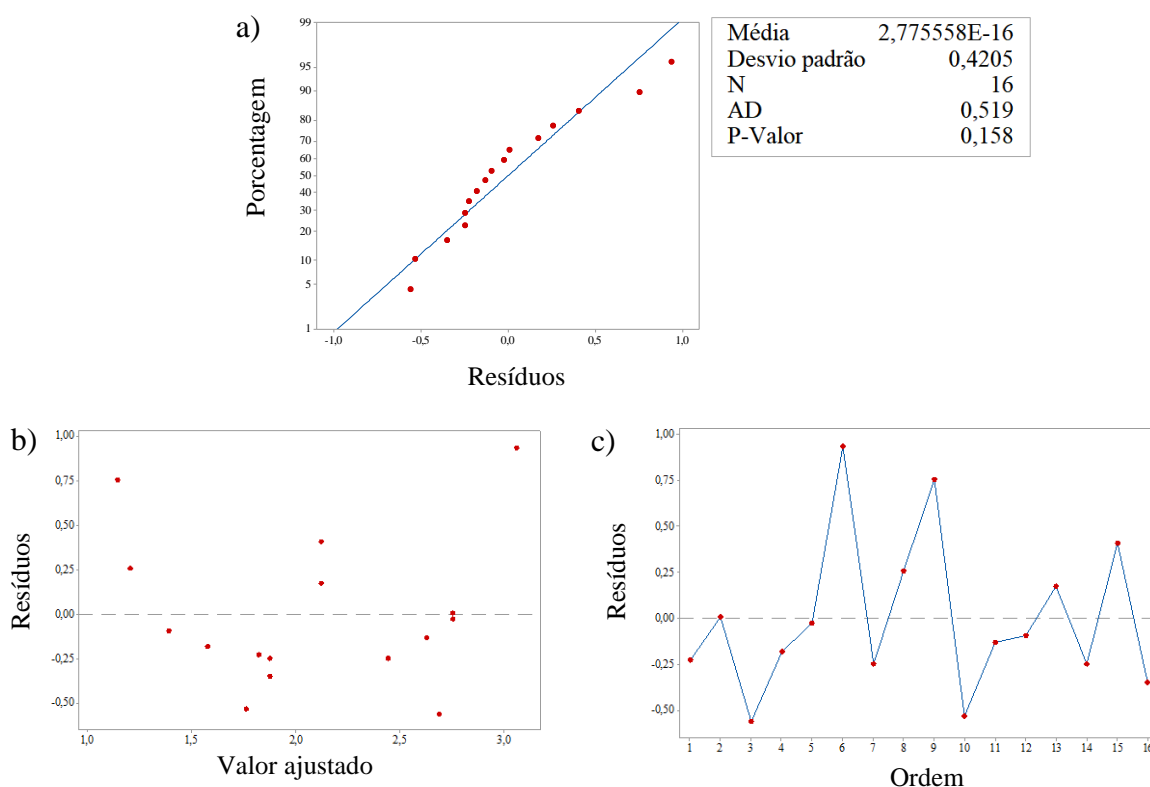 a)
Porcentagem
99
95
90
80
70
60
50
40
30
20
10
5
1
-1,0 -0,5 0,0 0,5 1,0
Resíduos
Média 2,775558E-16
Desvio padrão 0,4205
N 16
AD 0,519
P-Valor 0,158
b)
Resíduos
1,00
0,75
0,50
0,25
0,00
-0,25
-0,50
1,0 1,5 2,0 2,5 3,0
Valor ajustado
c)
Resíduos
1,00
0,75
0,50
0,25
0,00
-0,25
-0,50
1 2 3 4 5 6 7 8 9 10 11 12 13 14 15 16
Ordem